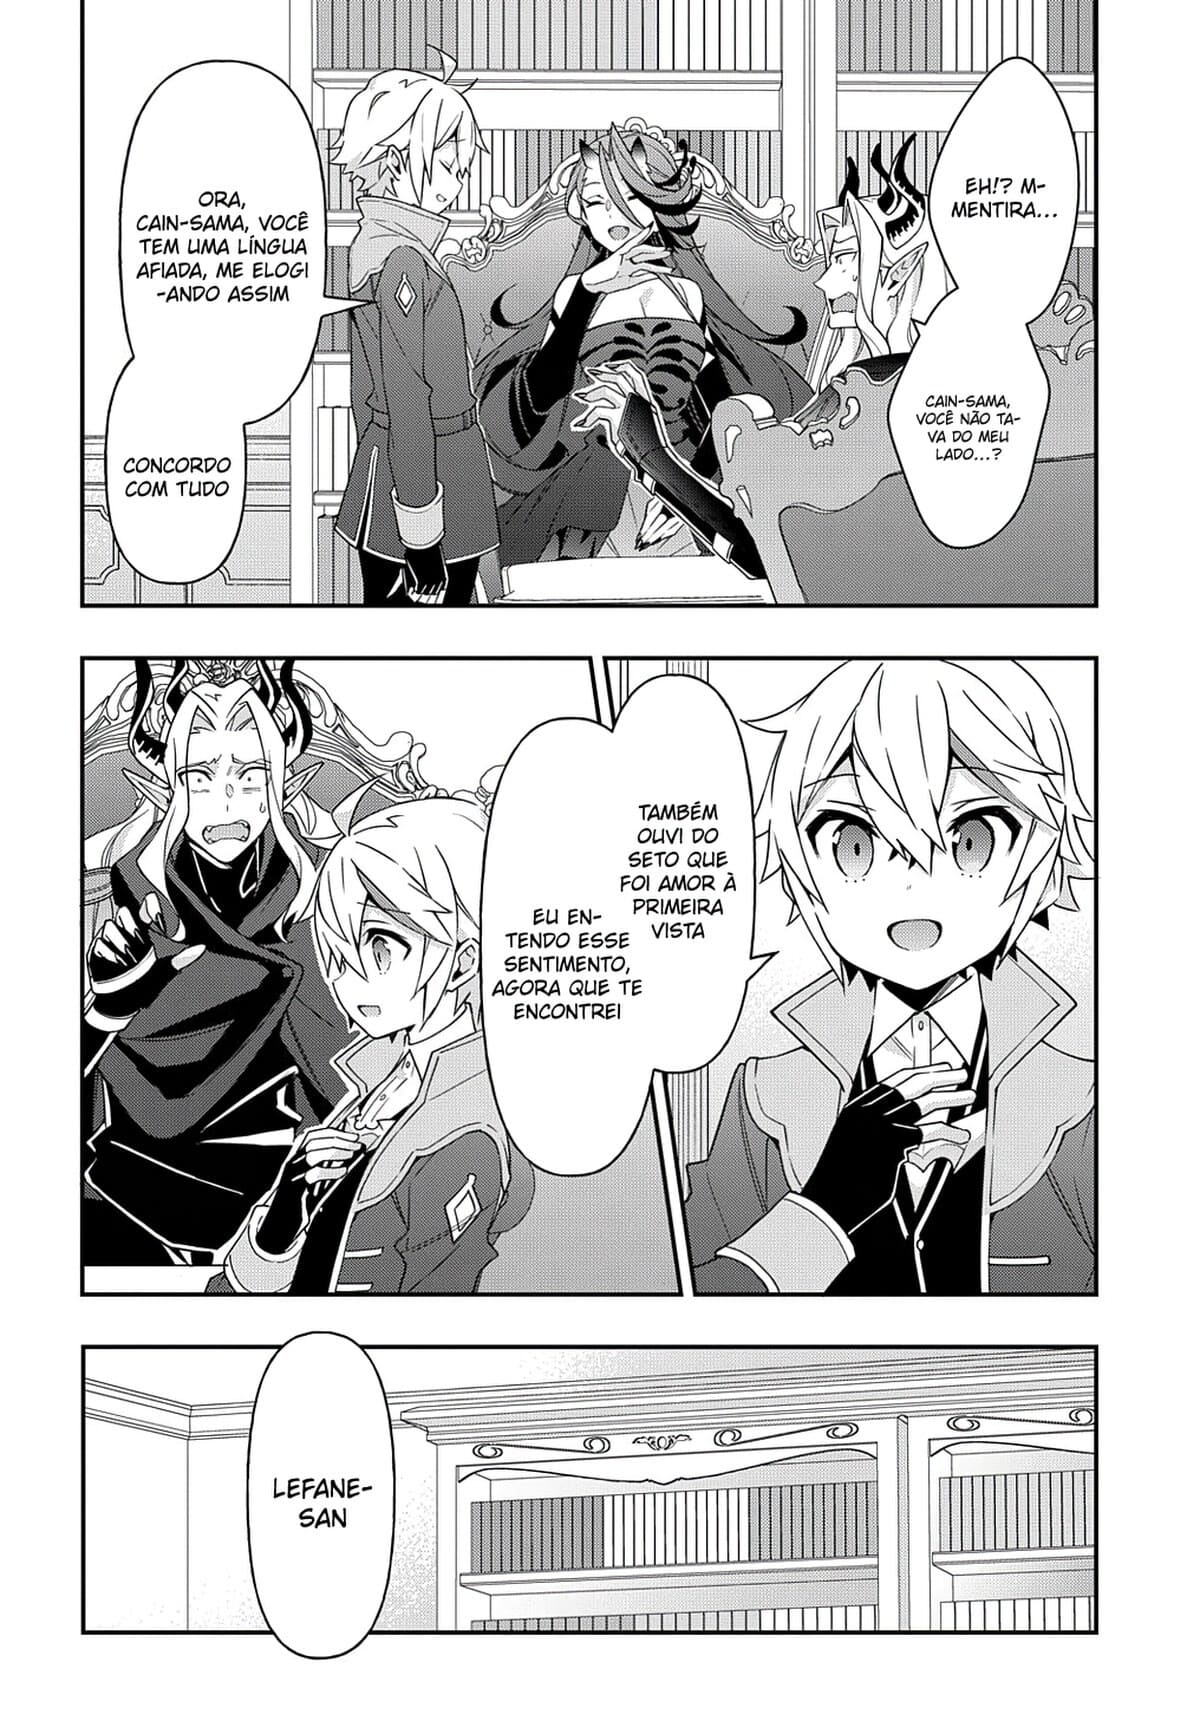 EH!? M-
MENTIRA...
CAIN-SAMA,
VOCÊ NÃO TA-
VA DO MEU
LADO...?
ORA,
CAIN-SAMA, VOCÊ
TEM UMA LÍNGUA
AFIADA, ME ELOGI
-ANDO ASSIM
CONCORDO
COM TUDO
TAMBÉM
OUVI DO
SETO QUE
FOI AMOR À
PRIMEIRA
VISTA
EU EN-
TENDO ESSE
SENTIMENTO,
AGORA QUE TE
ENCONTREI
LEFANE-
SAN